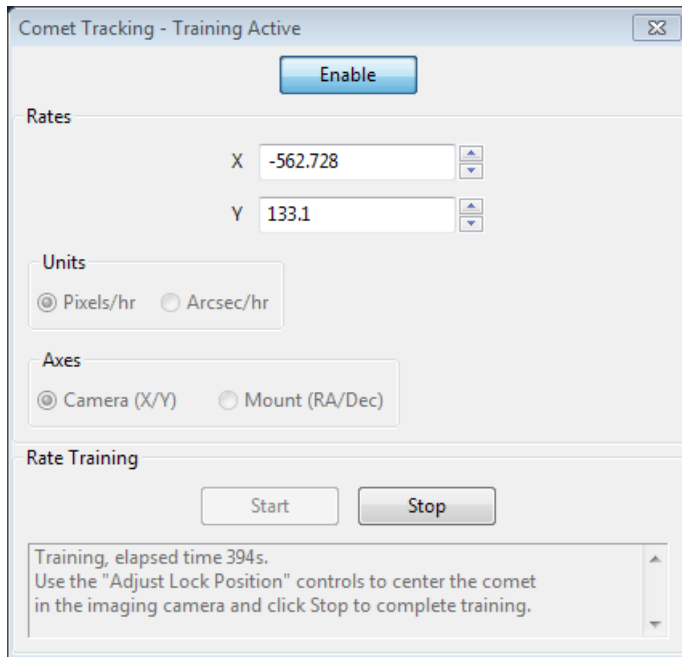 Comet Tracking - Training Active
Enable
Rates
X -562.728
Y 133.1
Units
Pixels/hr Arcsec/hr
Axes
Camera (X/Y) Mount (RA/Dec)
Rate Training
Start Stop
Training, elapsed time 394s.
Use the "Adjust Lock Position" controls to center the comet
in the imaging camera and click Stop to complete training.